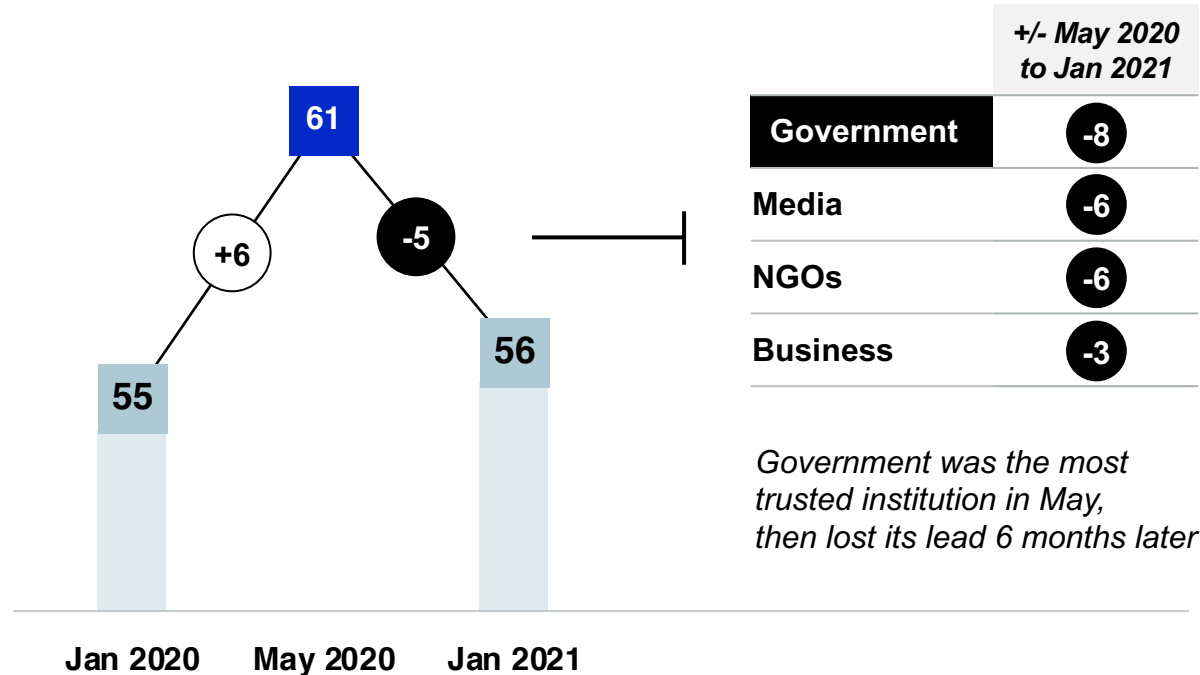 61
+6
-5
55
56
Jan 2020
May 2020
Jan 2021
+/- May 2020
to Jan 2021
Government
-8
Media
-6
NGOs
-6
Business
-3
Government was the most
trusted institution in May,
then lost its lead 6 months later